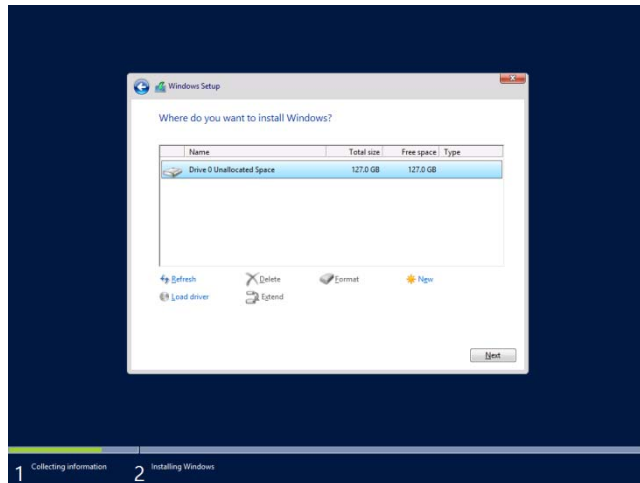 Windows Setup
Where do you want to install Windows?
Name Total size Free space Type
Drive 0 Unallocated Space 127.0 GB 127.0 GB
Refresh Delete Format New
Load driver Extend
Next
1 Collecting information 2 Installing Windows